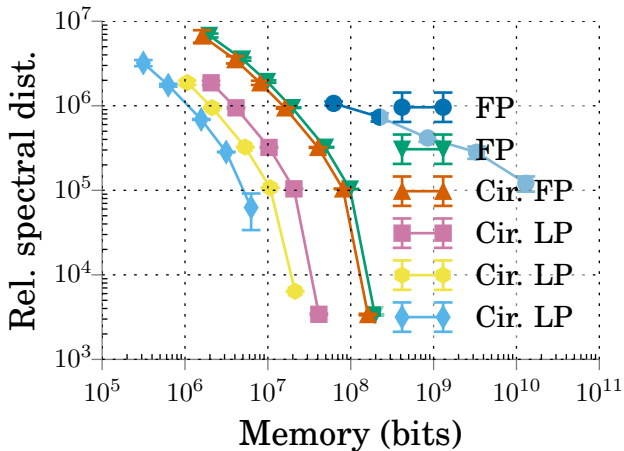 Rel. spectral dist.
10^7
10^6
10^5
10^4
10^3
FP
FP
Cir. FP
Cir. LP
Cir. LP
Cir. LP
10^5 10^6 10^7 10^8 10^9 10^10 10^11
Memory (bits)